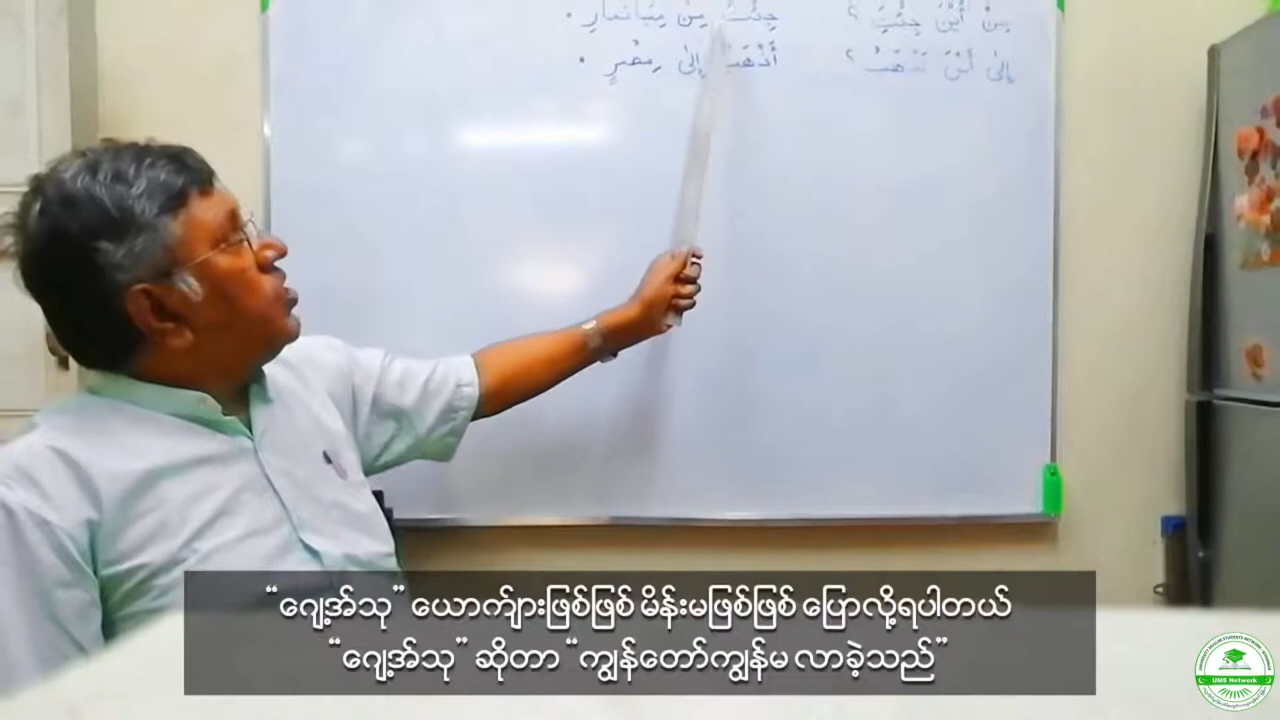 مِنْ أَيْنَ جِئْتَ ؟ جِئْتُ مِنْ مِيَانمَارِ .
إِلَىٰ أَيْنَ تَذْهَبُ ؟ أَذْهَبُ إِلَىٰ مِصْرٍ .
“ဂျေ့အ်သု” ယောက်ျားဖြစ်ဖြစ် မိန်းမဖြစ်ဖြစ် ပြောလို့ရပါတယ်
“ဂျေ့အ်သု” ဆိုတာ “ကျွန်တော်ကျွန်မ လာခဲ့သည်”
UMS Network